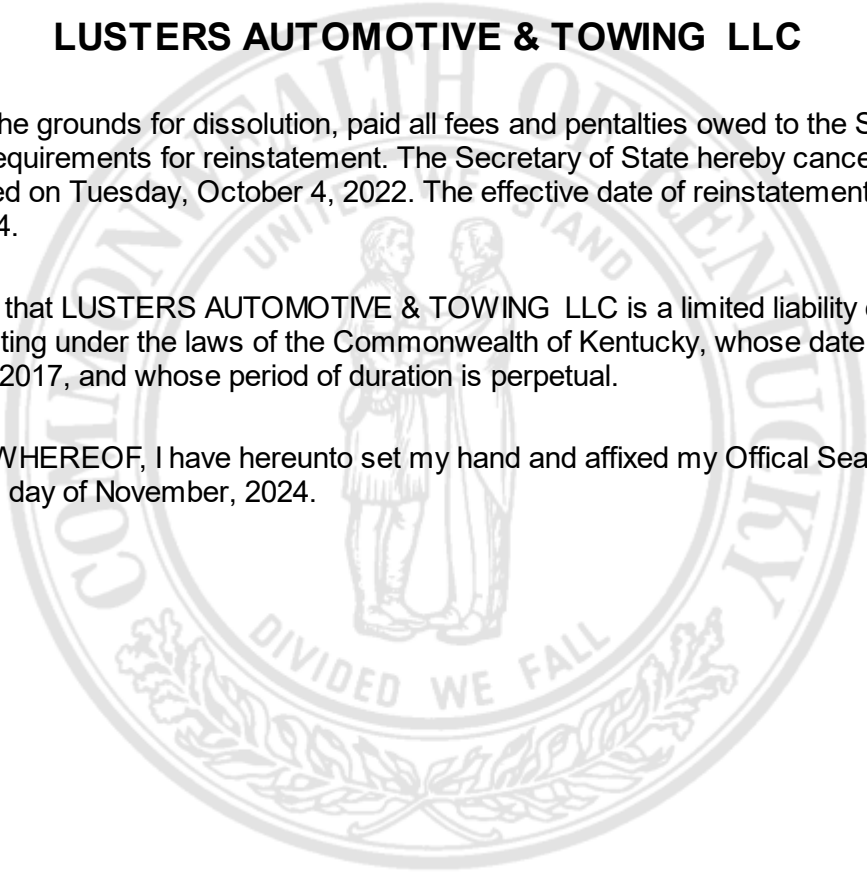 LUSTERS AUTOMOTIVE & TOWING LLC
he grounds for dissolution, paid all fees and pentalties owed to the S
equirements for reinstatement. The Secretary of State hereby cance
ed on Tuesday, October 4, 2022. The effective date of reinstatement
4.
that LUSTERS AUTOMOTIVE & TOWING LLC is a limited liability
ting under the laws of the Commonwealth of Kentucky, whose date
2017, and whose period of duration is perpetual.
WHEREOF, I have hereunto set my hand and affixed my Offical Sea
day of November, 2024.
COMMONWEALTH OF KENTUCKY
UNITED WE STAND
DIVIDED WE FALL